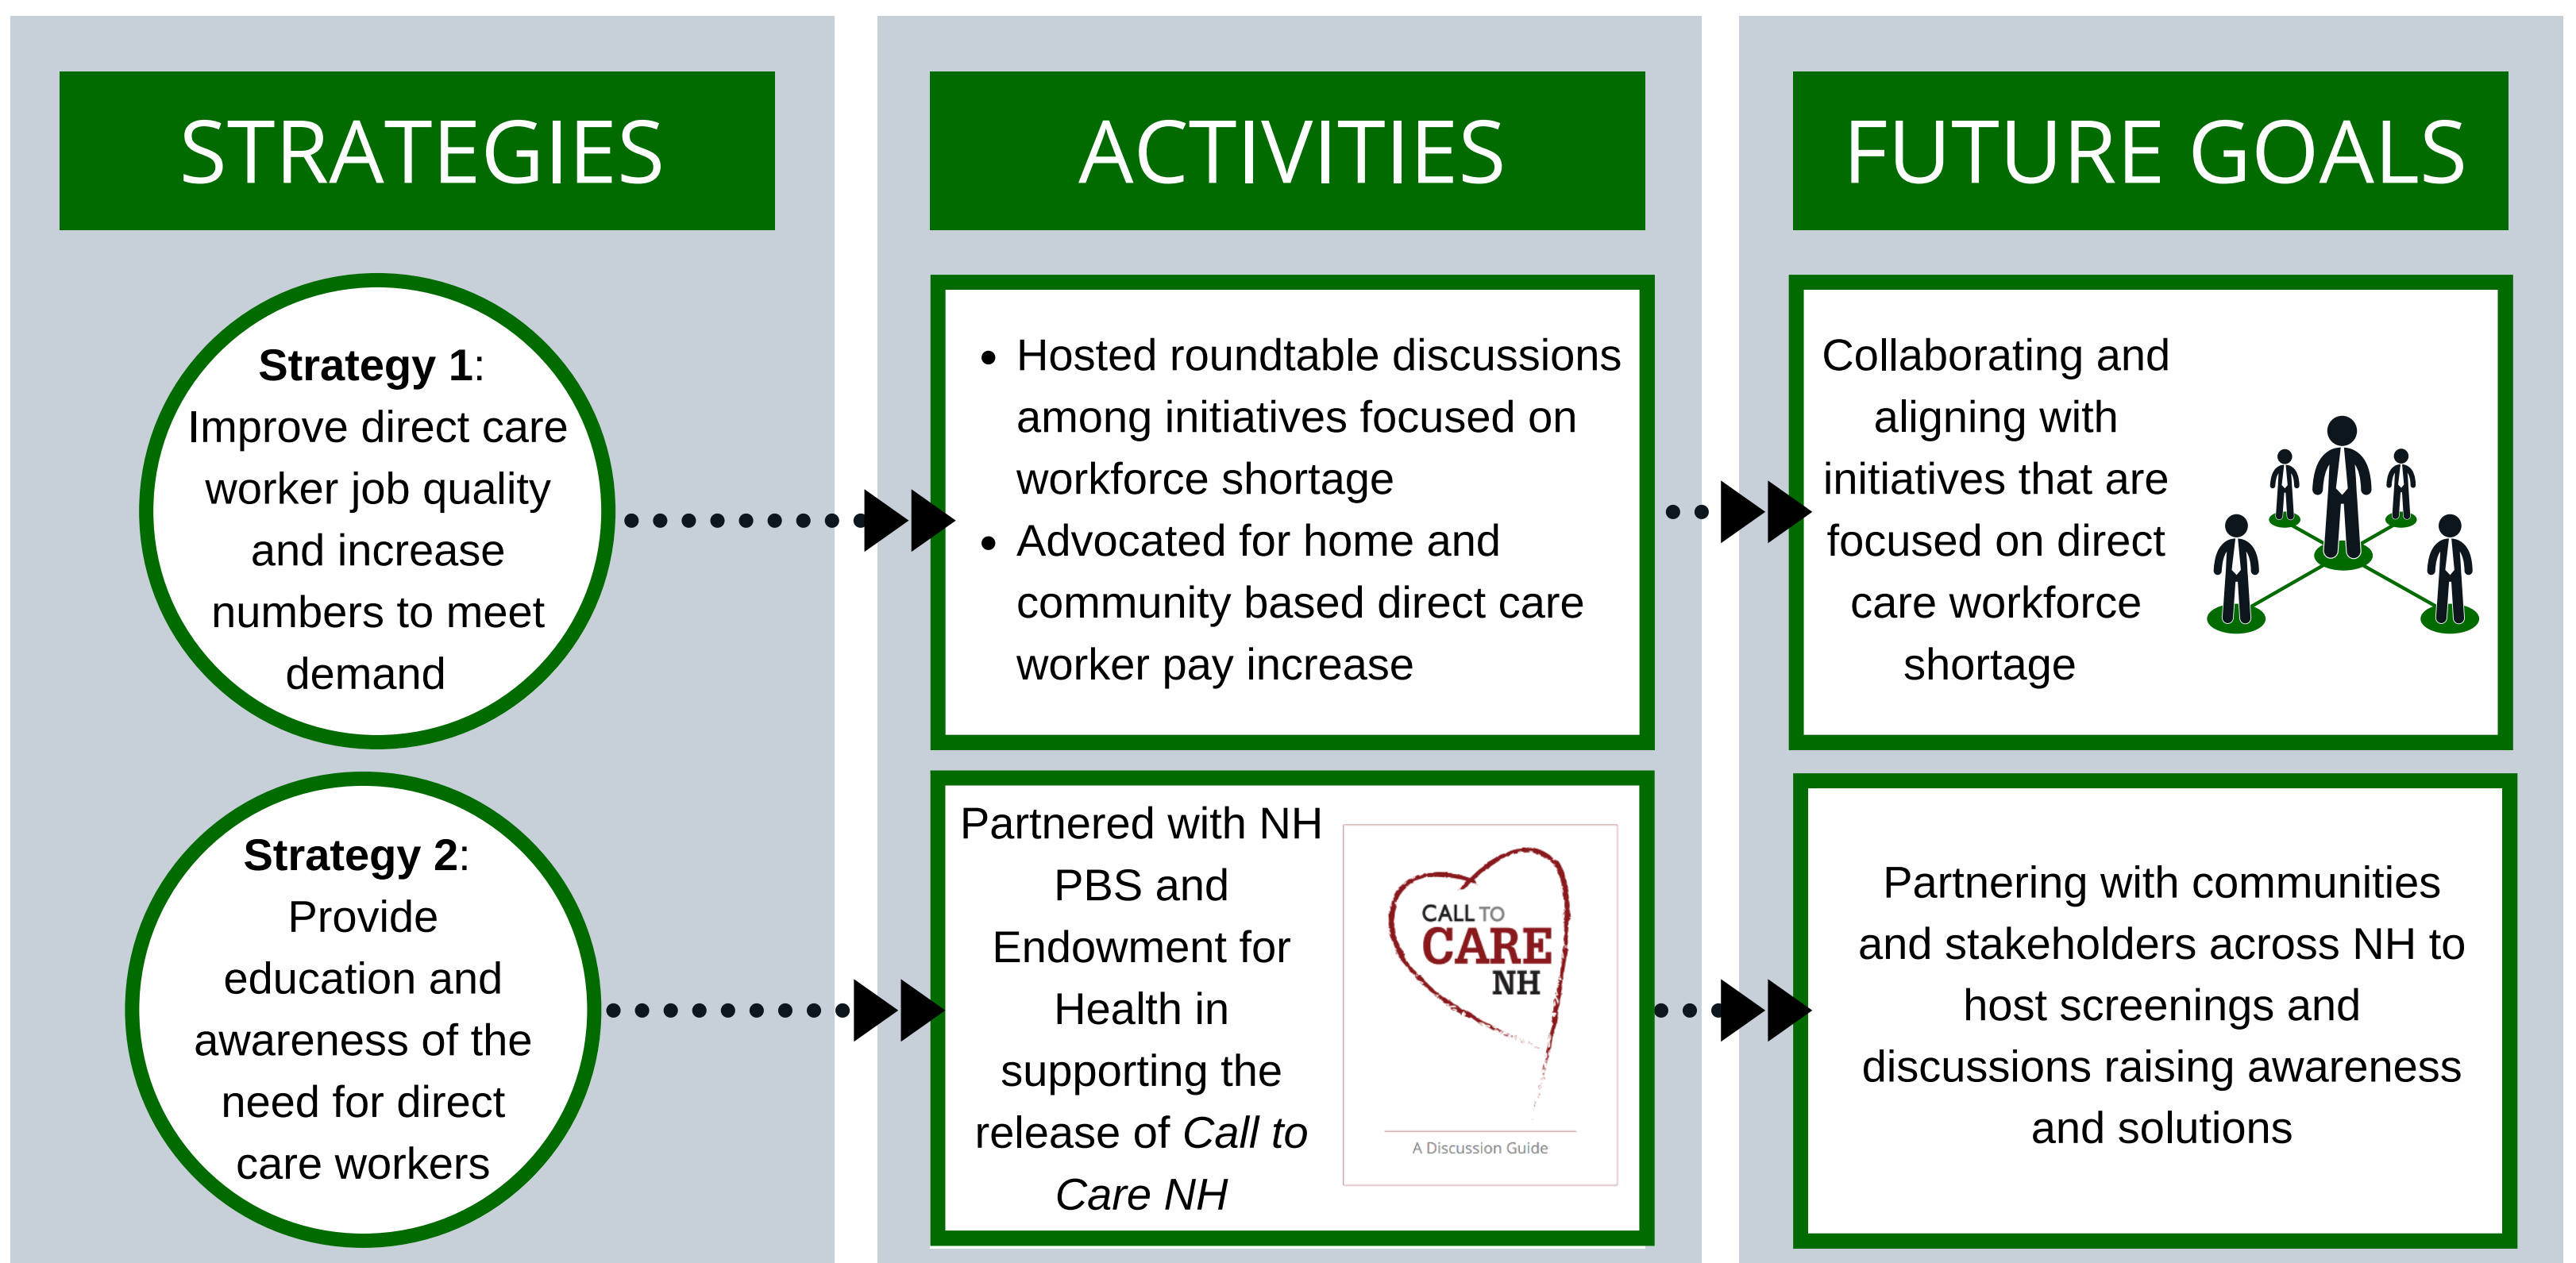 STRATEGIES
ACTIVITIES
FUTURE GOALS
Strategy 1:
Improve direct care
worker job quality
and increase
numbers to meet
demand
• Hosted roundtable discussions
among initiatives focused on
workforce shortage
• Advocated for home and
community based direct care
worker pay increase
Collaborating and
aligning with
initiatives that are
focused on direct
care workforce
shortage
Strategy 2:
Provide
education and
awareness of the
need for direct
care workers
Partnered with NH
PBS and
Endowment for
Health in
supporting the
release of Call to
Care NH
CALL TO
CARE
NH
A Discussion Guide
Partnering with communities
and stakeholders across NH to
host screenings and
discussions raising awareness
and solutions